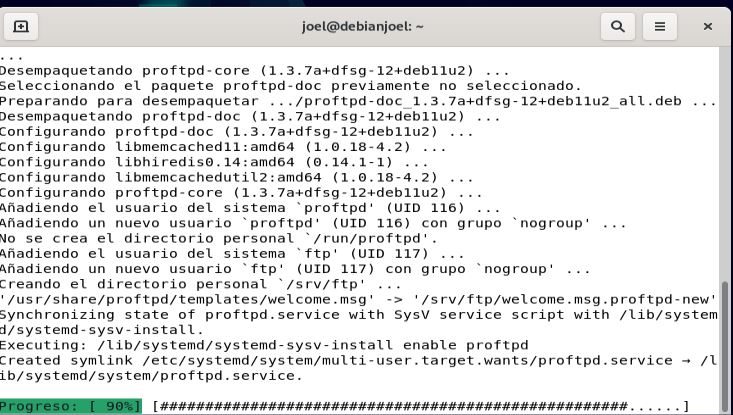 joel@debianjoel: ~
...
Desempaquetando proftpd-core (1.3.7a+dfsg-12+deb11u2) ...
Seleccionando el paquete proftpd-doc previamente no seleccionado.
Preparando para desempaquetar .../proftpd-doc_1.3.7a+dfsg-12+deb11u2_all.deb ...
Desempaquetando proftpd-doc (1.3.7a+dfsg-12+deb11u2) ...
Configurando proftpd-doc (1.3.7a+dfsg-12+deb11u2) ...
Configurando libmemcached11:amd64 (1.0.18-4.2) ...
Configurando libhiredis0.14:amd64 (0.14.1-1) ...
Configurando libmemcachedutil2:amd64 (1.0.18-4.2) ...
Configurando proftpd-core (1.3.7a+dfsg-12+deb11u2) ...
Añadiendo el usuario del sistema `proftpd' (UID 116) ...
Añadiendo un nuevo usuario `proftpd' (UID 116) con grupo `nogroup' ...
No se crea el directorio personal `/run/proftpd'.
Añadiendo el usuario del sistema `ftp' (UID 117) ...
Añadiendo un nuevo usuario `ftp' (UID 117) con grupo `nogroup' ...
Creando el directorio personal `/srv/ftp' ...
'/usr/share/proftpd/templates/welcome.msg' -> '/srv/ftp/welcome.msg.proftpd-new'
Synchronizing state of proftpd.service with SysV service script with /lib/system
d/systemd-sysv-install.
Executing: /lib/systemd/systemd-sysv-install enable proftpd
Created symlink /etc/systemd/system/multi-user.target.wants/proftpd.service → /l
ib/systemd/system/proftpd.service.
Progreso: [ 90%] [####################################################......]